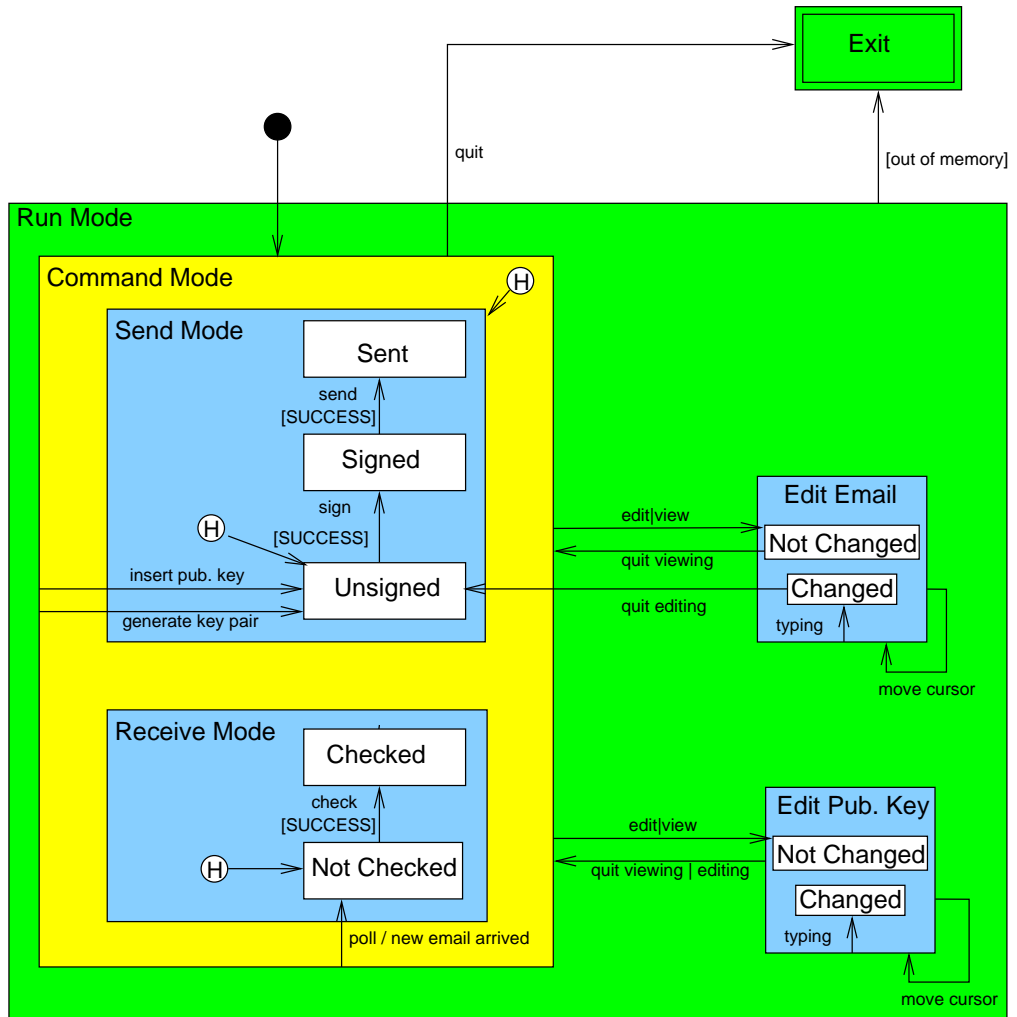 Exit
quit
[out of memory]
Run Mode
Command Mode
H
Send Mode
Sent
send
[SUCCESS]
Signed
sign
[SUCCESS]
H
Unsigned
insert pub. key
generate key pair
edit|view
quit viewing
quit editing
Edit Email
Not Changed
Changed
typing
move cursor
Receive Mode
Checked
check
[SUCCESS]
H
Not Checked
poll / new email arrived
edit|view
quit viewing | editing
Edit Pub. Key
Not Changed
Changed
typing
move cursor